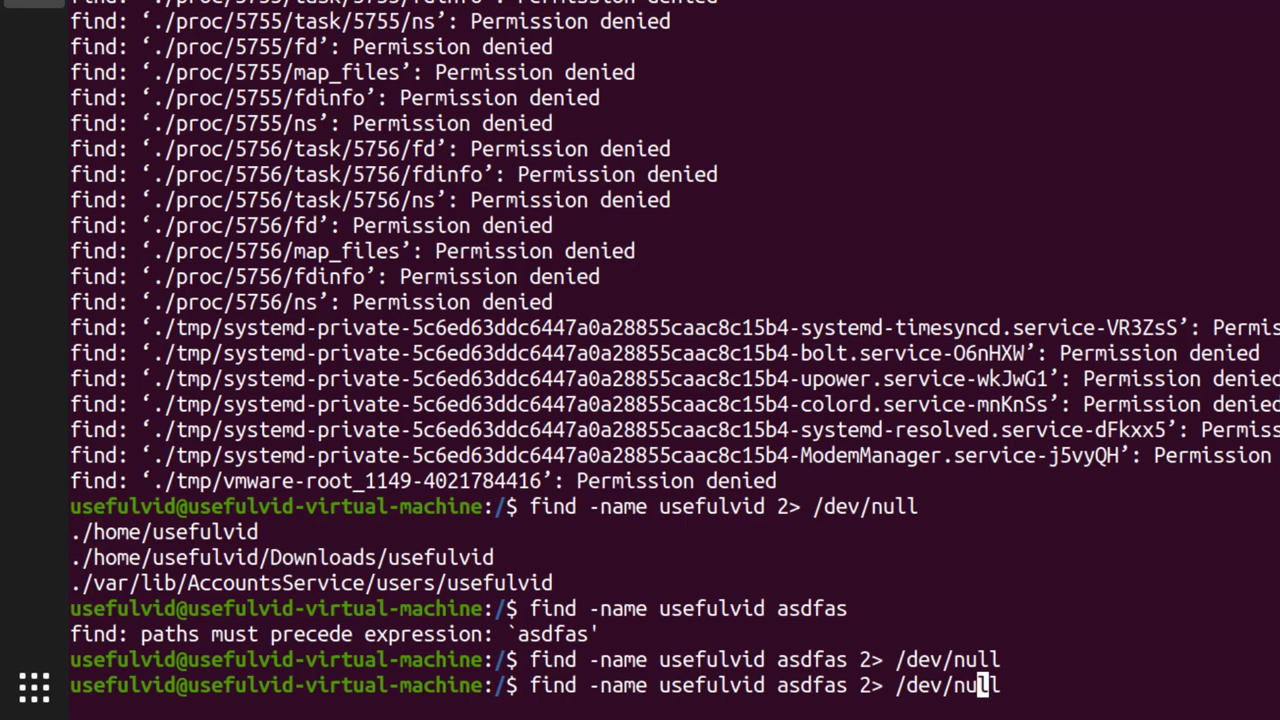 find: ‘./proc/5755/task/5755/fdinfo’: Permission denied
find: ‘./proc/5755/task/5755/ns’: Permission denied
find: ‘./proc/5755/fd’: Permission denied
find: ‘./proc/5755/map_files’: Permission denied
find: ‘./proc/5755/fdinfo’: Permission denied
find: ‘./proc/5755/ns’: Permission denied
find: ‘./proc/5756/task/5756/fd’: Permission denied
find: ‘./proc/5756/task/5756/fdinfo’: Permission denied
find: ‘./proc/5756/task/5756/ns’: Permission denied
find: ‘./proc/5756/fd’: Permission denied
find: ‘./proc/5756/map_files’: Permission denied
find: ‘./proc/5756/fdinfo’: Permission denied
find: ‘./proc/5756/ns’: Permission denied
find: ‘./tmp/systemd-private-5c6ed63ddc6447a0a28855caac8c15b4-systemd-timesyncd.service-VR3ZsS’: Permis
find: ‘./tmp/systemd-private-5c6ed63ddc6447a0a28855caac8c15b4-bolt.service-O6nHXW’: Permission denied
find: ‘./tmp/systemd-private-5c6ed63ddc6447a0a28855caac8c15b4-upower.service-wkJwG1’: Permission denied
find: ‘./tmp/systemd-private-5c6ed63ddc6447a0a28855caac8c15b4-colord.service-mnKnSs’: Permission denied
find: ‘./tmp/systemd-private-5c6ed63ddc6447a0a28855caac8c15b4-systemd-resolved.service-dFkxx5’: Permiss
find: ‘./tmp/systemd-private-5c6ed63ddc6447a0a28855caac8c15b4-ModemManager.service-j5vyQH’: Permission
find: ‘./tmp/vmware-root_1149-4021784416’: Permission denied
usefulvid@usefulvid-virtual-machine:/$ find -name usefulvid 2> /dev/null
./home/usefulvid
./home/usefulvid/Downloads/usefulvid
./var/lib/AccountsService/users/usefulvid
usefulvid@usefulvid-virtual-machine:/$ find -name usefulvid asdfas
find: paths must precede expression: `asdfas'
usefulvid@usefulvid-virtual-machine:/$ find -name usefulvid asdfas 2> /dev/null
usefulvid@usefulvid-virtual-machine:/$ find -name usefulvid asdfas 2> /dev/null